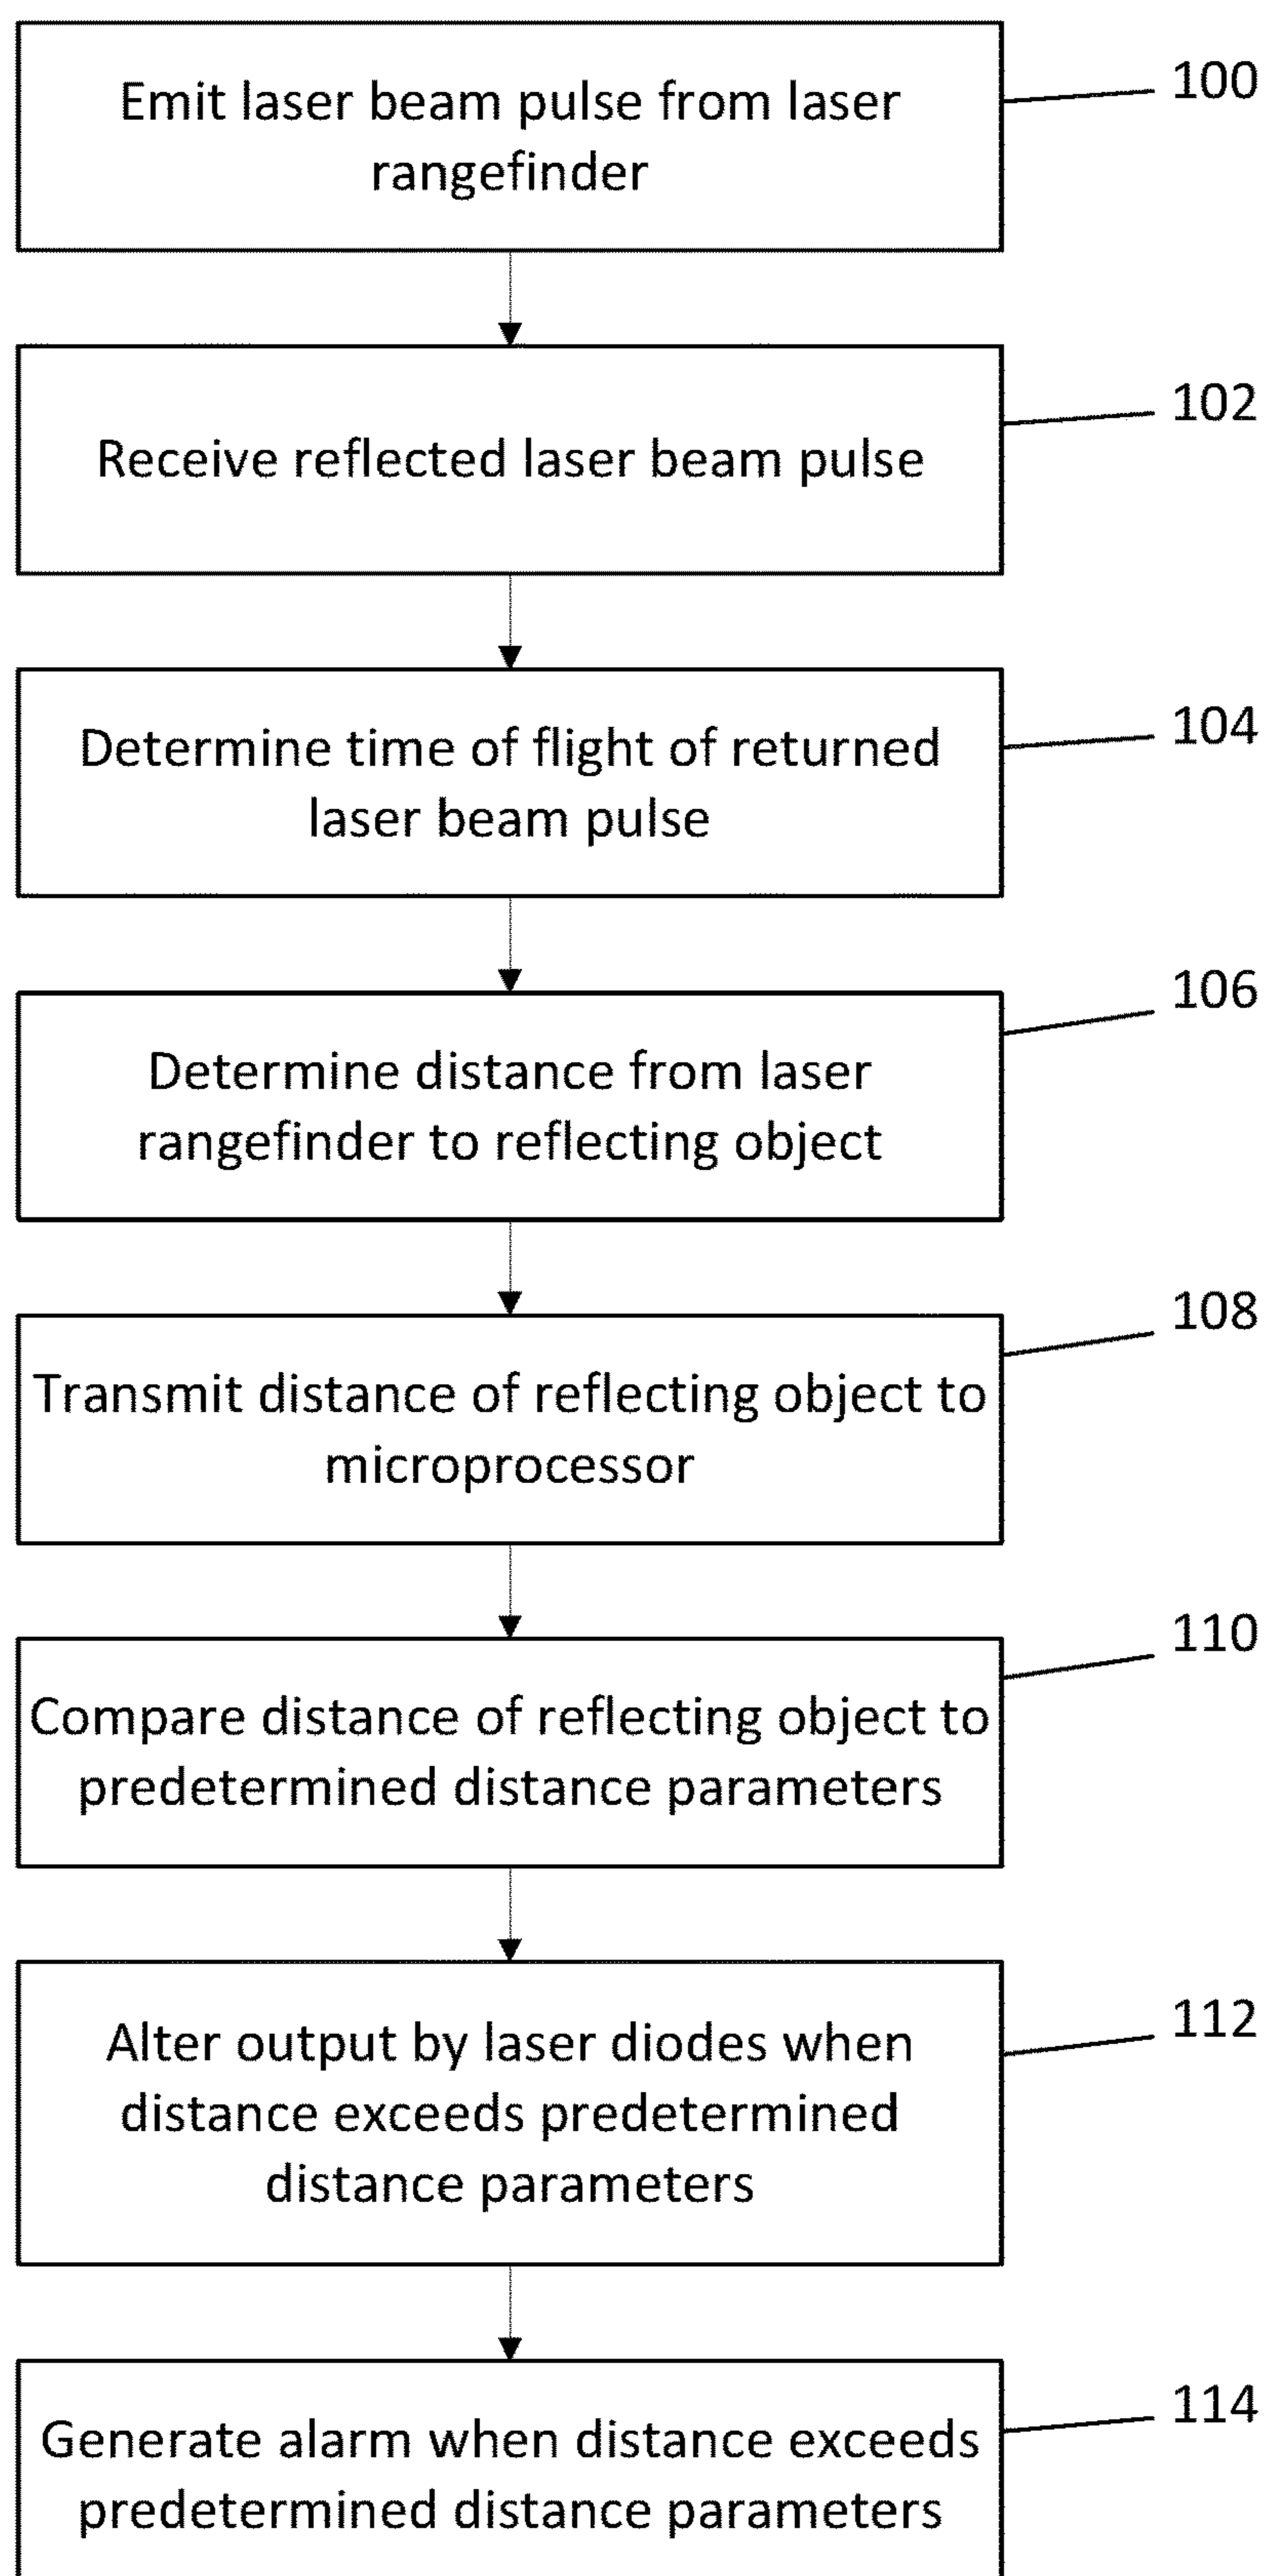 Emit laser beam pulse from laser
rangefinder
100
Receive reflected laser beam pulse
102
Determine time of flight of returned
laser beam pulse
104
Determine distance from laser
rangefinder to reflecting object
106
Transmit distance of reflecting object to
microprocessor
108
Compare distance of reflecting object to
predetermined distance parameters
110
Alter output by laser diodes when
distance exceeds predetermined
distance parameters
112
Generate alarm when distance exceeds
predetermined distance parameters
114